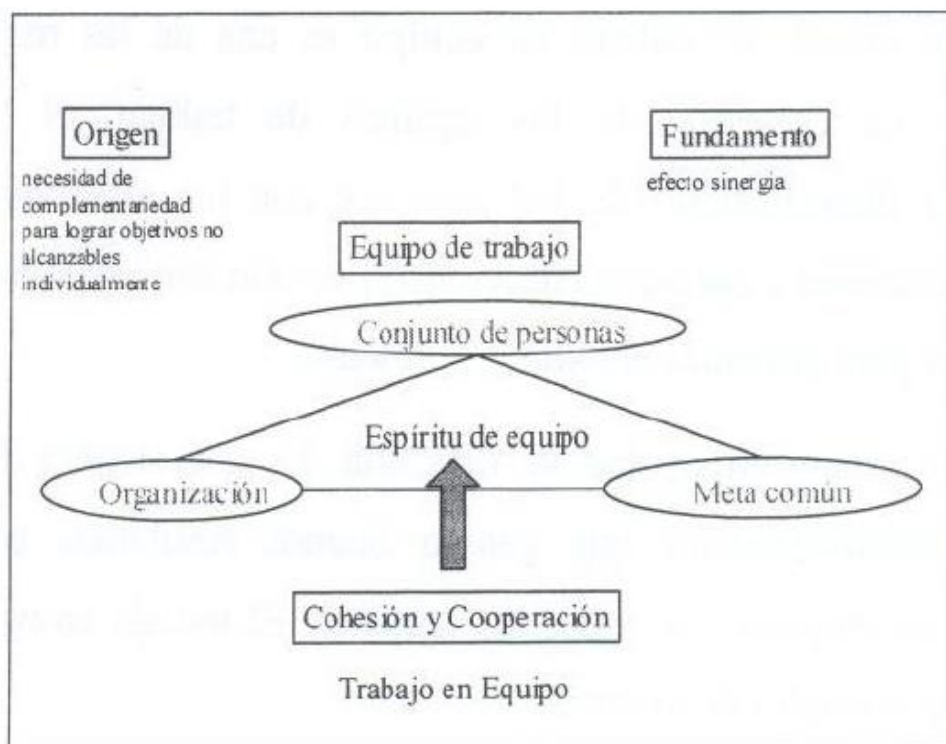 Origen
necesidad de
complementariedad
para lograr objetivos no
alcanzables
individualmente
Fundamento
efecto sinergia
Equipo de trabajo
Conjunto de personas
Espíritu de equipo
Organización
Meta común
Cohesión y Cooperación
Trabajo en Equipo